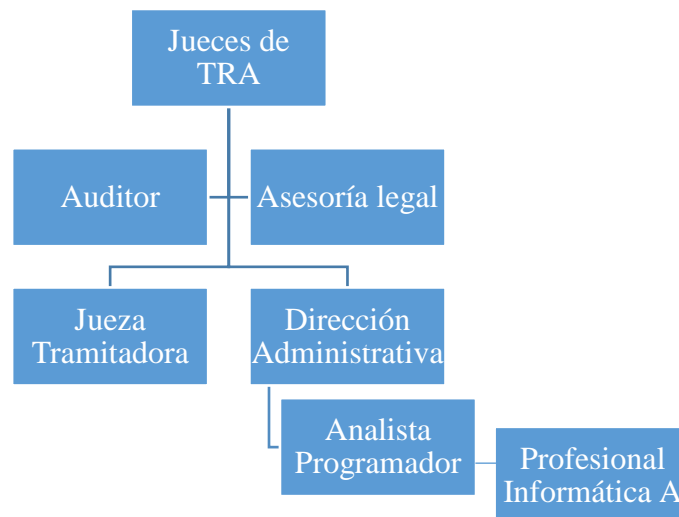 Jueces de
TRA
Auditor
Asesoría legal
Jueza
Tramitadora
Dirección
Administrativa
Analista
Programador
Profesional
Informática A